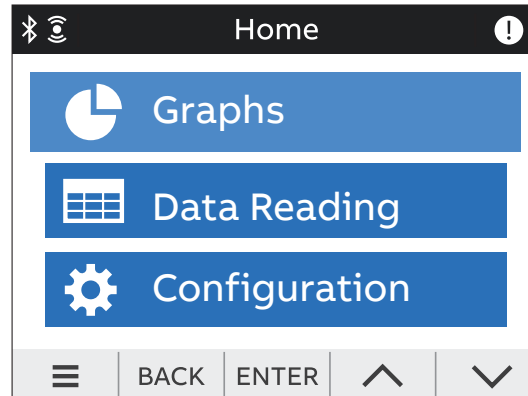 Home
Graphs
Data Reading
Configuration
BACK ENTER